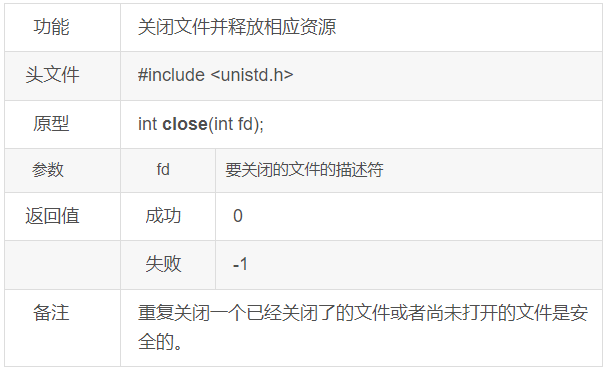 功能 关闭文件并释放相应资源
头文件 #include <unistd.h>
原型 int close(int fd);
参数 fd 要关闭的文件的描述符
返回值 成功 0
失败 -1
备注 重复关闭一个已经关闭了的文件或者尚未打开的文件是安
全的。